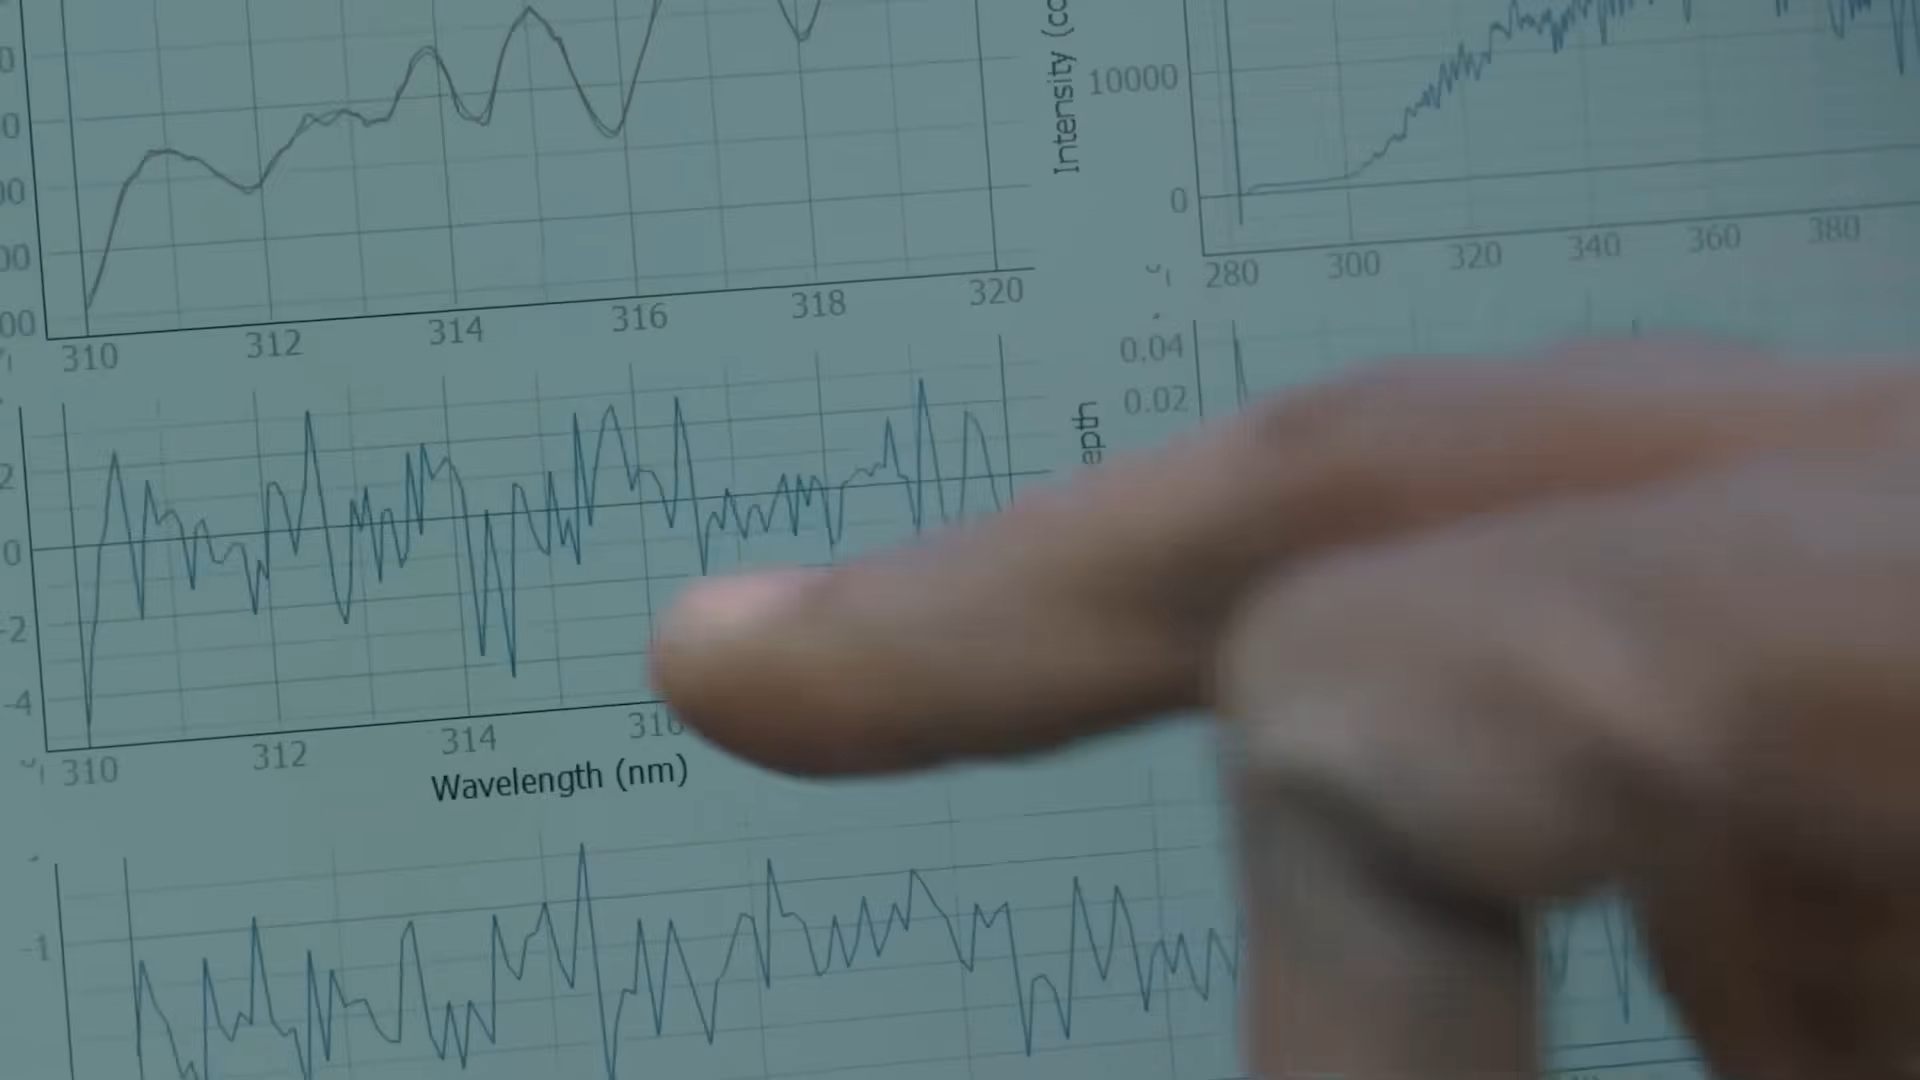 310 312 314 316 318 320
Intensity (co
10000
0
280 300 320 340 360 380
2
0
-2
-4
310 312 314 316
Wavelength (nm)
0.04
0.02
epth
-1